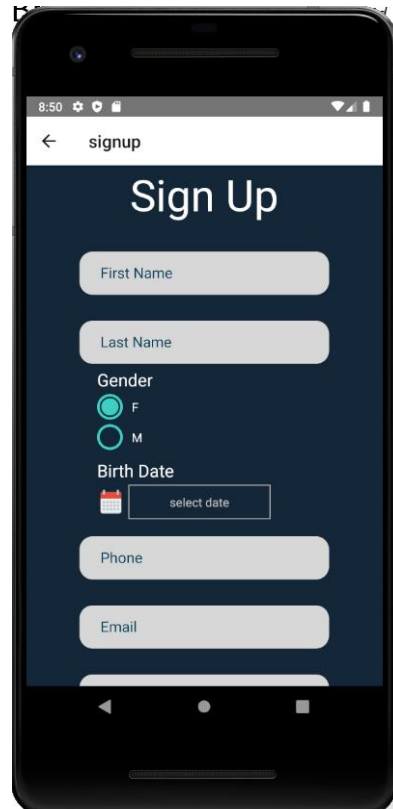 8:50
signup
Sign Up
First Name
Last Name
Gender
F
M
Birth Date
select date
Phone
Email